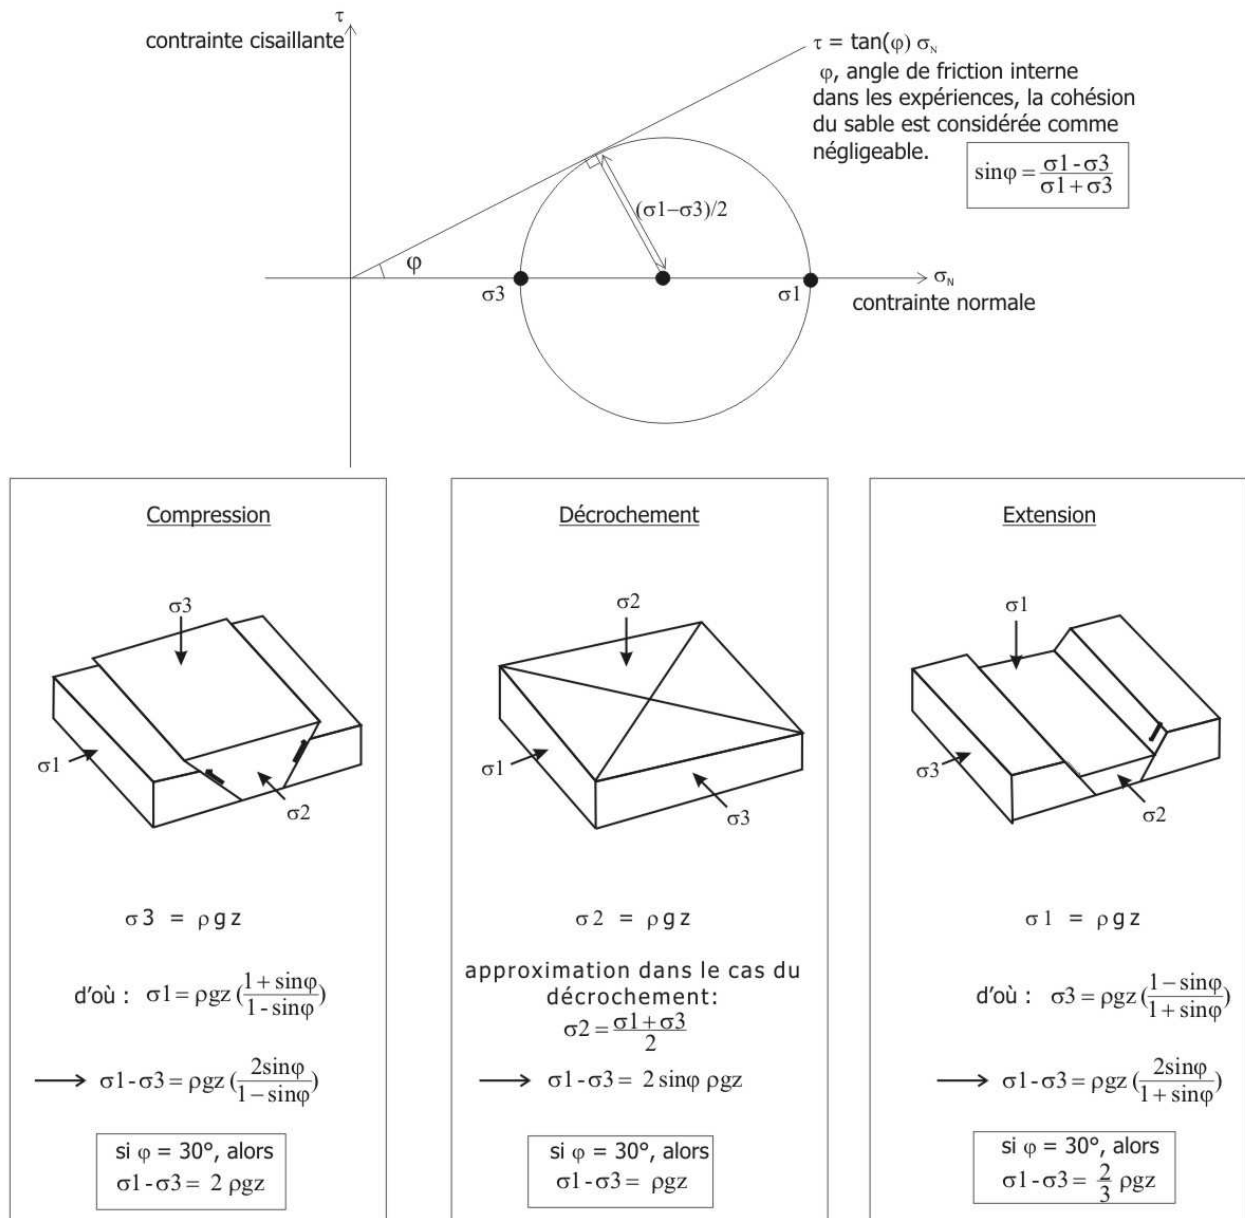 τ
contrainte cisaillante
τ = tan(φ) σN
φ, angle de friction interne
dans les expériences, la cohésion
du sable est considérée comme
négligeable.
sinφ = (σ1 - σ3)/(σ1 + σ3)
(σ1−σ3)/2
φ
σ3
σ1
σN
contrainte normale
Compression
σ3
σ1
σ2
σ3 = ρgz
d'où : σ1 = ρgz ((1 + sinφ)/(1 - sinφ))
→ σ1 - σ3 = ρgz (2sinφ/(1 − sinφ))
si φ = 30°, alors
σ1 - σ3 = 2 ρgz
Décrochement
σ2
σ1
σ3
σ2 = ρgz
approximation dans le cas du
décrochement:
σ2 = (σ1 + σ3)/2
→ σ1 - σ3 = 2 sinφ ρgz
si φ = 30°, alors
σ1 - σ3 = ρgz
Extension
σ1
σ3
σ2
σ1 = ρgz
d'où : σ3 = ρgz ((1 − sinφ)/(1 + sinφ))
→ σ1 - σ3 = ρgz (2sinφ/(1 + sinφ))
si φ = 30°, alors
σ1 - σ3 = 2/3 ρgz